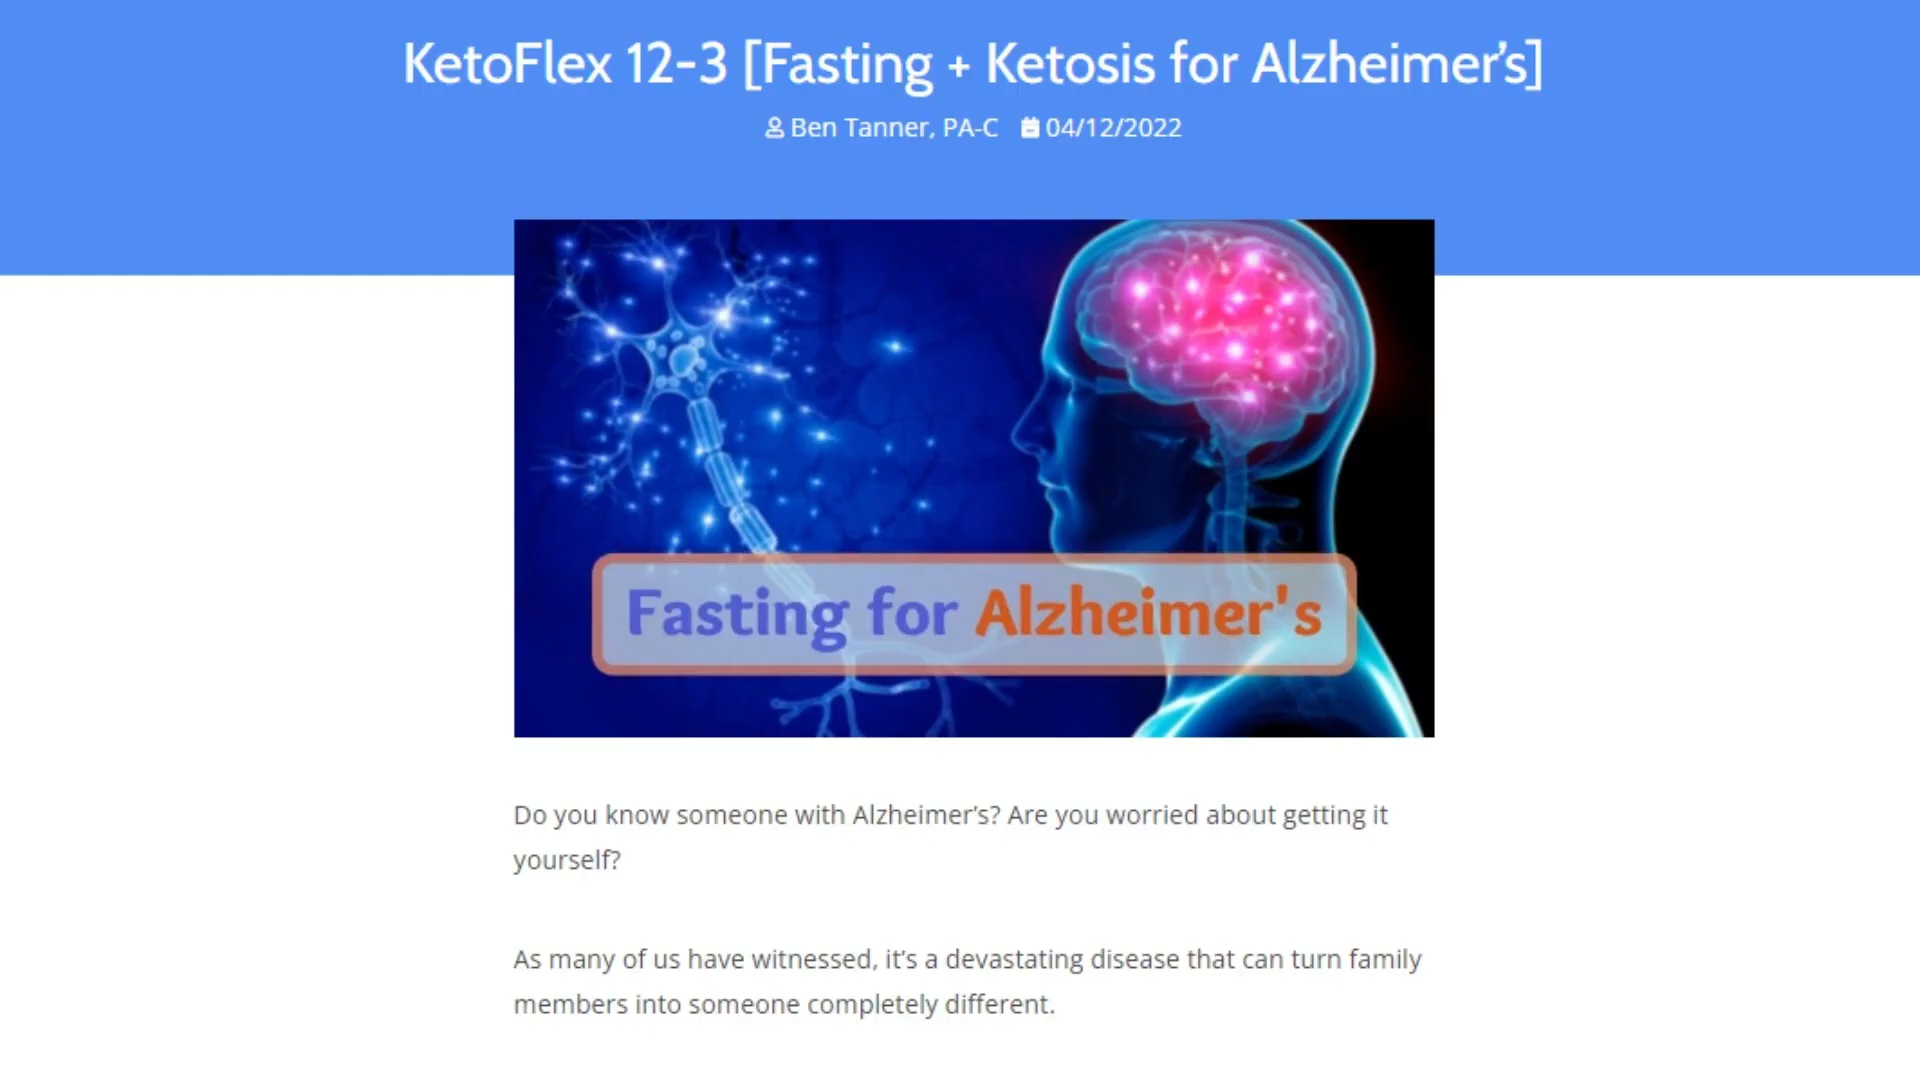 KetoFlex 12-3 [Fasting + Ketosis for Alzheimer’s]
Ben Tanner, PA-C 04/12/2022
Fasting for Alzheimer's
Do you know someone with Alzheimer’s? Are you worried about getting it
yourself?
As many of us have witnessed, it’s a devastating disease that can turn family
members into someone completely different.